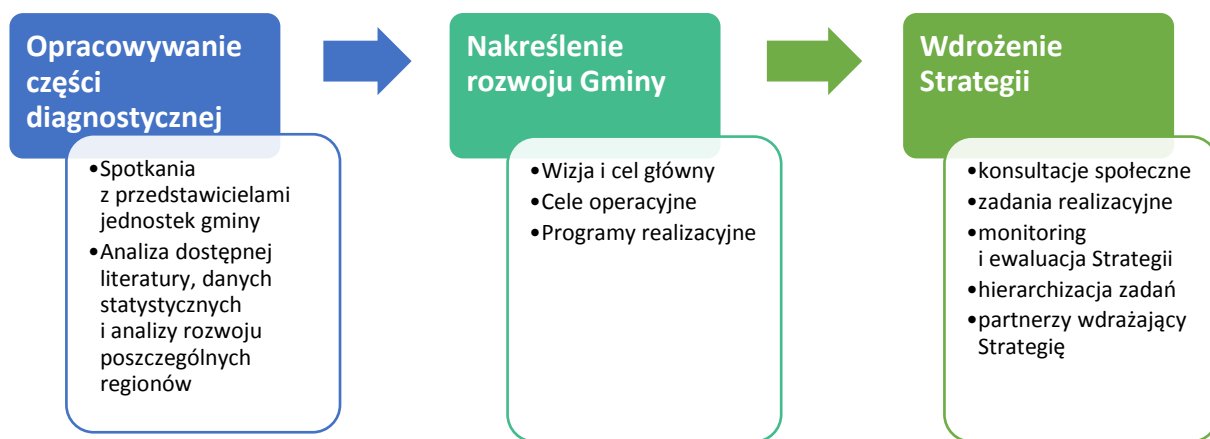 Opracowywanie
części
diagnostycznej
•Spotkania
z przedstawicielami
jednostek gminy
•Analiza dostępnej
literatury, danych
statystycznych
i analizy rozwoju
poszczególnych
regionów
Nakreślenie
rozwoju Gminy
•Wizja i cel główny
•Cele operacyjne
•Programy realizacyjne
Wdrożenie
Strategii
•konsultacje społeczne
•zadania realizacyjne
•monitoring
i ewaluacja Strategii
•hierarchizacja zadań
•partnerzy wdrażający
Strategię